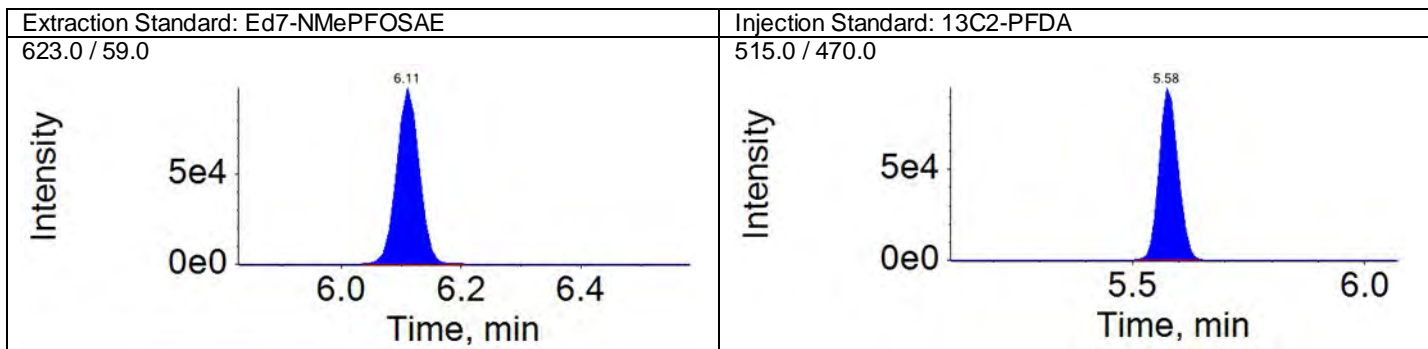 Extraction Standard: Ed7-NMePFOSAE
623.0 / 59.0
6.11
Intensity
5e4
0e0
6.0 6.2 6.4
Time, min
Injection Standard: 13C2-PFDA
515.0 / 470.0
5.58
Intensity
5e4
0e0
5.5 6.0
Time, min